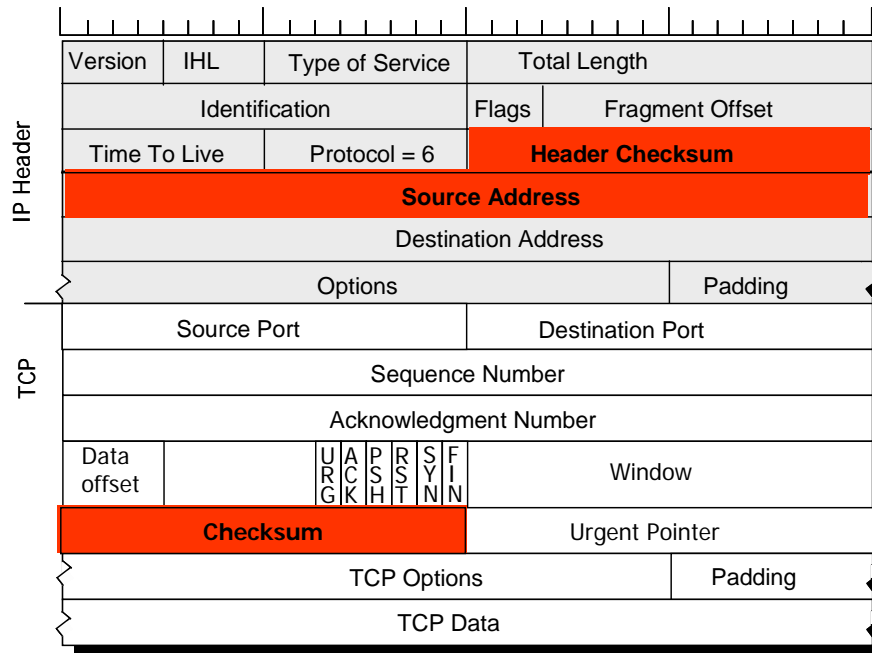 IP Header
Version IHL Type of Service Total Length
Identification Flags Fragment Offset
Time To Live Protocol = 6 Header Checksum
Source Address
Destination Address
Options Padding
TCP
Source Port Destination Port
Sequence Number
Acknowledgment Number
Data offset URG ACK PSH RST SYN FIN Window
Checksum Urgent Pointer
TCP Options Padding
TCP Data